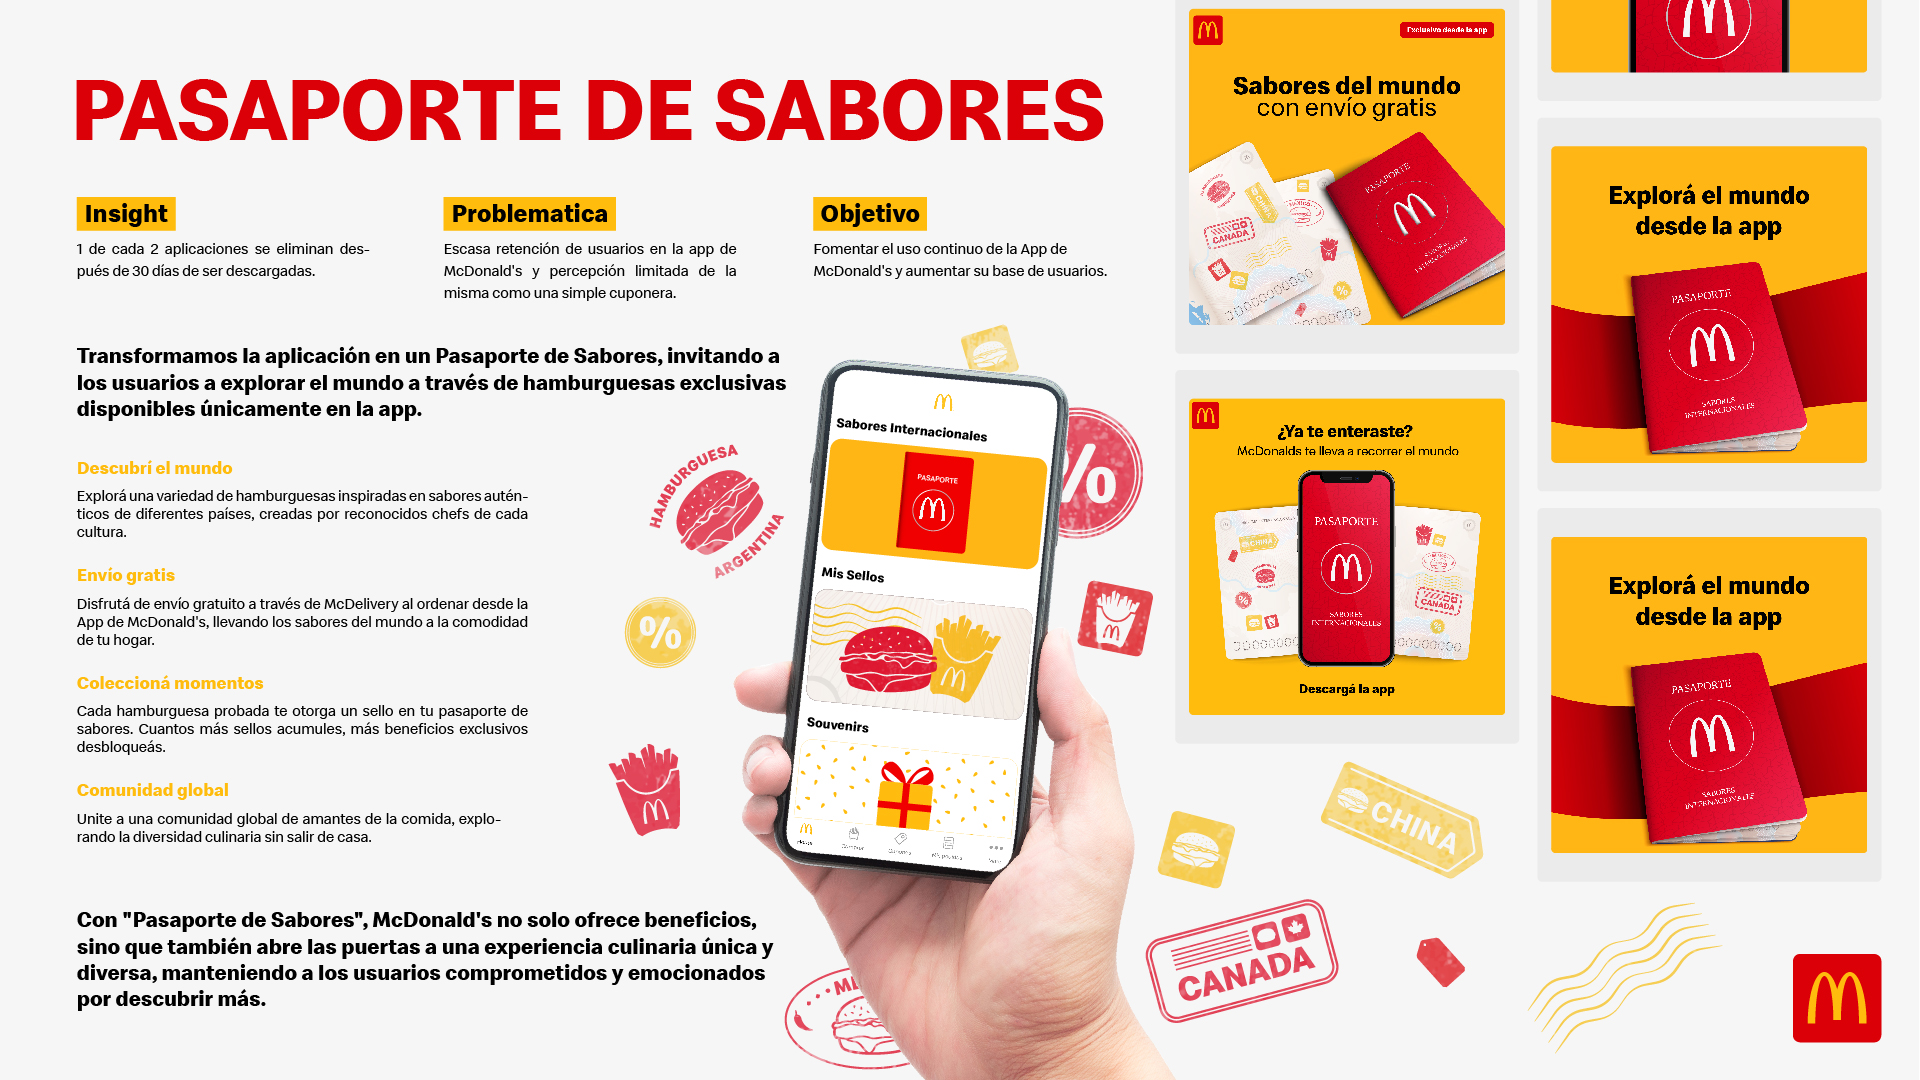 PASAPORTE DE SABORES
Insight
1 de cada 2 aplicaciones se eliminan des-
pués de 30 días de ser descargadas.
Problematica
Escasa retención de usuarios en la app de
McDonald's y percepción limitada de la
misma como una simple cuponera.
Objetivo
Fomentar el uso continuo de la App de
McDonald's y aumentar su base de usuarios.
Transformamos la aplicación en un Pasaporte de Sabores, invitando a
los usuarios a explorar el mundo a través de hamburguesas exclusivas
disponibles únicamente en la app.
Descubrí el mundo
Explorá una variedad de hamburguesas inspiradas en sabores autén-
ticos de diferentes países, creadas por reconocidos chefs de cada
cultura.
Envío gratis
Disfrutá de envío gratuito a través de McDelivery al ordenar desde la
App de McDonald's, llevando los sabores del mundo a la comodidad
de tu hogar.
Coleccioná momentos
Cada hamburguesa probada te otorga un sello en tu pasaporte de
sabores. Cuantos más sellos acumules, más beneficios exclusivos
desbloqueás.
Comunidad global
Unite a una comunidad global de amantes de la comida, explo-
rando la diversidad culinaria sin salir de casa.
Con "Pasaporte de Sabores", McDonald's no solo ofrece beneficios,
sino que también abre las puertas a una experiencia culinaria única y
diversa, manteniendo a los usuarios comprometidos y emocionados
por descubrir más.
HAMBURGUESA
ARGENTINA
%
%
Sabores Internacionales
PASAPORTE
Mis Sellos
Souvenirs
Comprar
CHINA
CANADA
Exclusivo desde la app
Sabores del mundo
con envío gratis
CANADA
%
PASAPORTE
SABORES
INTERNACIONALES
¿Ya te enteraste?
McDonalds te lleva a recorrer el mundo
CHINA
%
PASAPORTE
SABORES
INTERNACIONALES
CANADA
%
Descargá la app
Explorá el mundo
desde la app
PASAPORTE
SABORES
INTERNACIONALES
Explorá el mundo
desde la app
PASAPORTE
SABORES
INTERNACIONALES